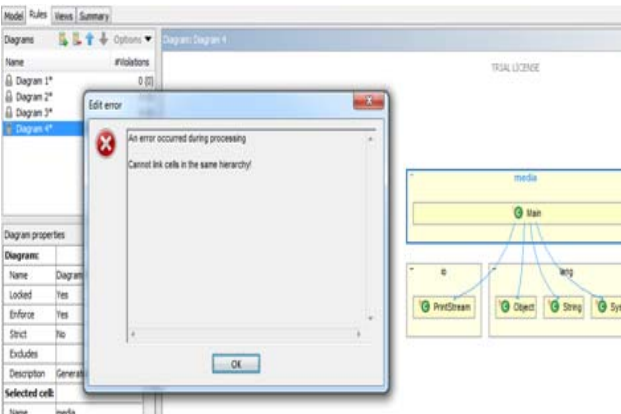 Model Rules Views Summary
Diagrams Options
Diagram: Diagram 4
Name #Violations
TRIAL LICENSE
Diagram 1* 0 (0)
Diagram 2*
Diagram 3*
Diagram 4*
Edit error
An error occurred during processing
Cannot link cells in the same hierarchy!
OK
media
Main
io lang
PrintStream Object String
Diagram properties
Diagram:
Name Diagram
Locked Yes
Enforce Yes
Strict No
Excludes
Description
Selected cell:
Name media